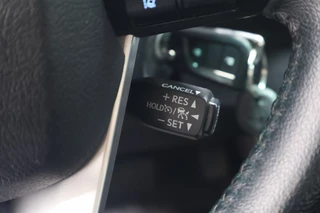 CANCEL▼
+ RES▲
HOLD/◀
− SET▼